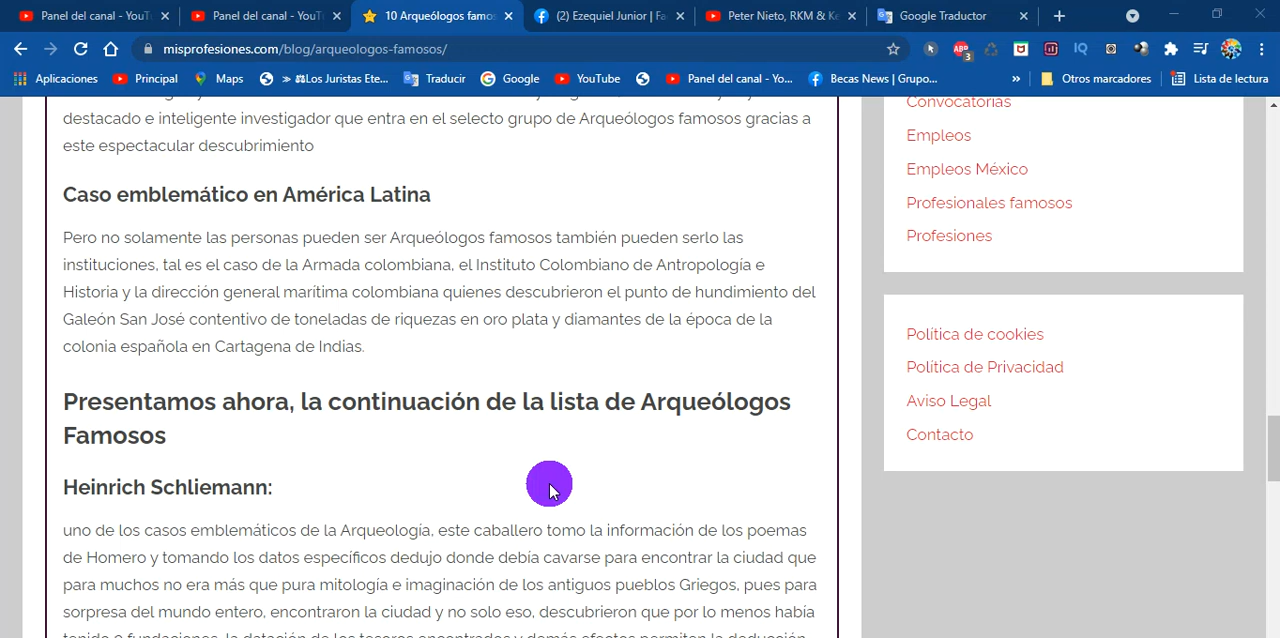 Panel del canal - YouT
Panel del canal - YouT
10 Arqueólogos famos
(2) Ezequiel Junior | Fa
Peter Nieto, RKM & Ke
Google Traductor
misprofesiones.com/blog/arqueologos-famosos/
ABP
3
IQ
Aplicaciones
Principal
Maps
» ⚖Los Juristas Ete...
Traducir
Google
YouTube
Panel del canal - Yo...
Becas News | Grupo...
»
Otros marcadores
Lista de lectura
destacado e inteligente investigador que entra en el selecto grupo de Arqueólogos famosos gracias a
este espectacular descubrimiento
Caso emblemático en América Latina
Pero no solamente las personas pueden ser Arqueólogos famosos también pueden serlo las
instituciones, tal es el caso de la Armada colombiana, el Instituto Colombiano de Antropología e
Historia y la dirección general marítima colombiana quienes descubrieron el punto de hundimiento del
Galeón San José contentivo de toneladas de riquezas en oro plata y diamantes de la época de la
colonia española en Cartagena de Indias.
Presentamos ahora, la continuación de la lista de Arqueólogos
Famosos
Heinrich Schliemann:
uno de los casos emblemáticos de la Arqueología, este caballero tomo la información de los poemas
de Homero y tomando los datos específicos dedujo donde debía cavarse para encontrar la ciudad que
para muchos no era más que pura mitología e imaginación de los antiguos pueblos Griegos, pues para
sorpresa del mundo entero, encontraron la ciudad y no solo eso, descubrieron que por lo menos había
Convocatorias
Empleos
Empleos México
Profesionales famosos
Profesiones
Política de cookies
Política de Privacidad
Aviso Legal
Contacto